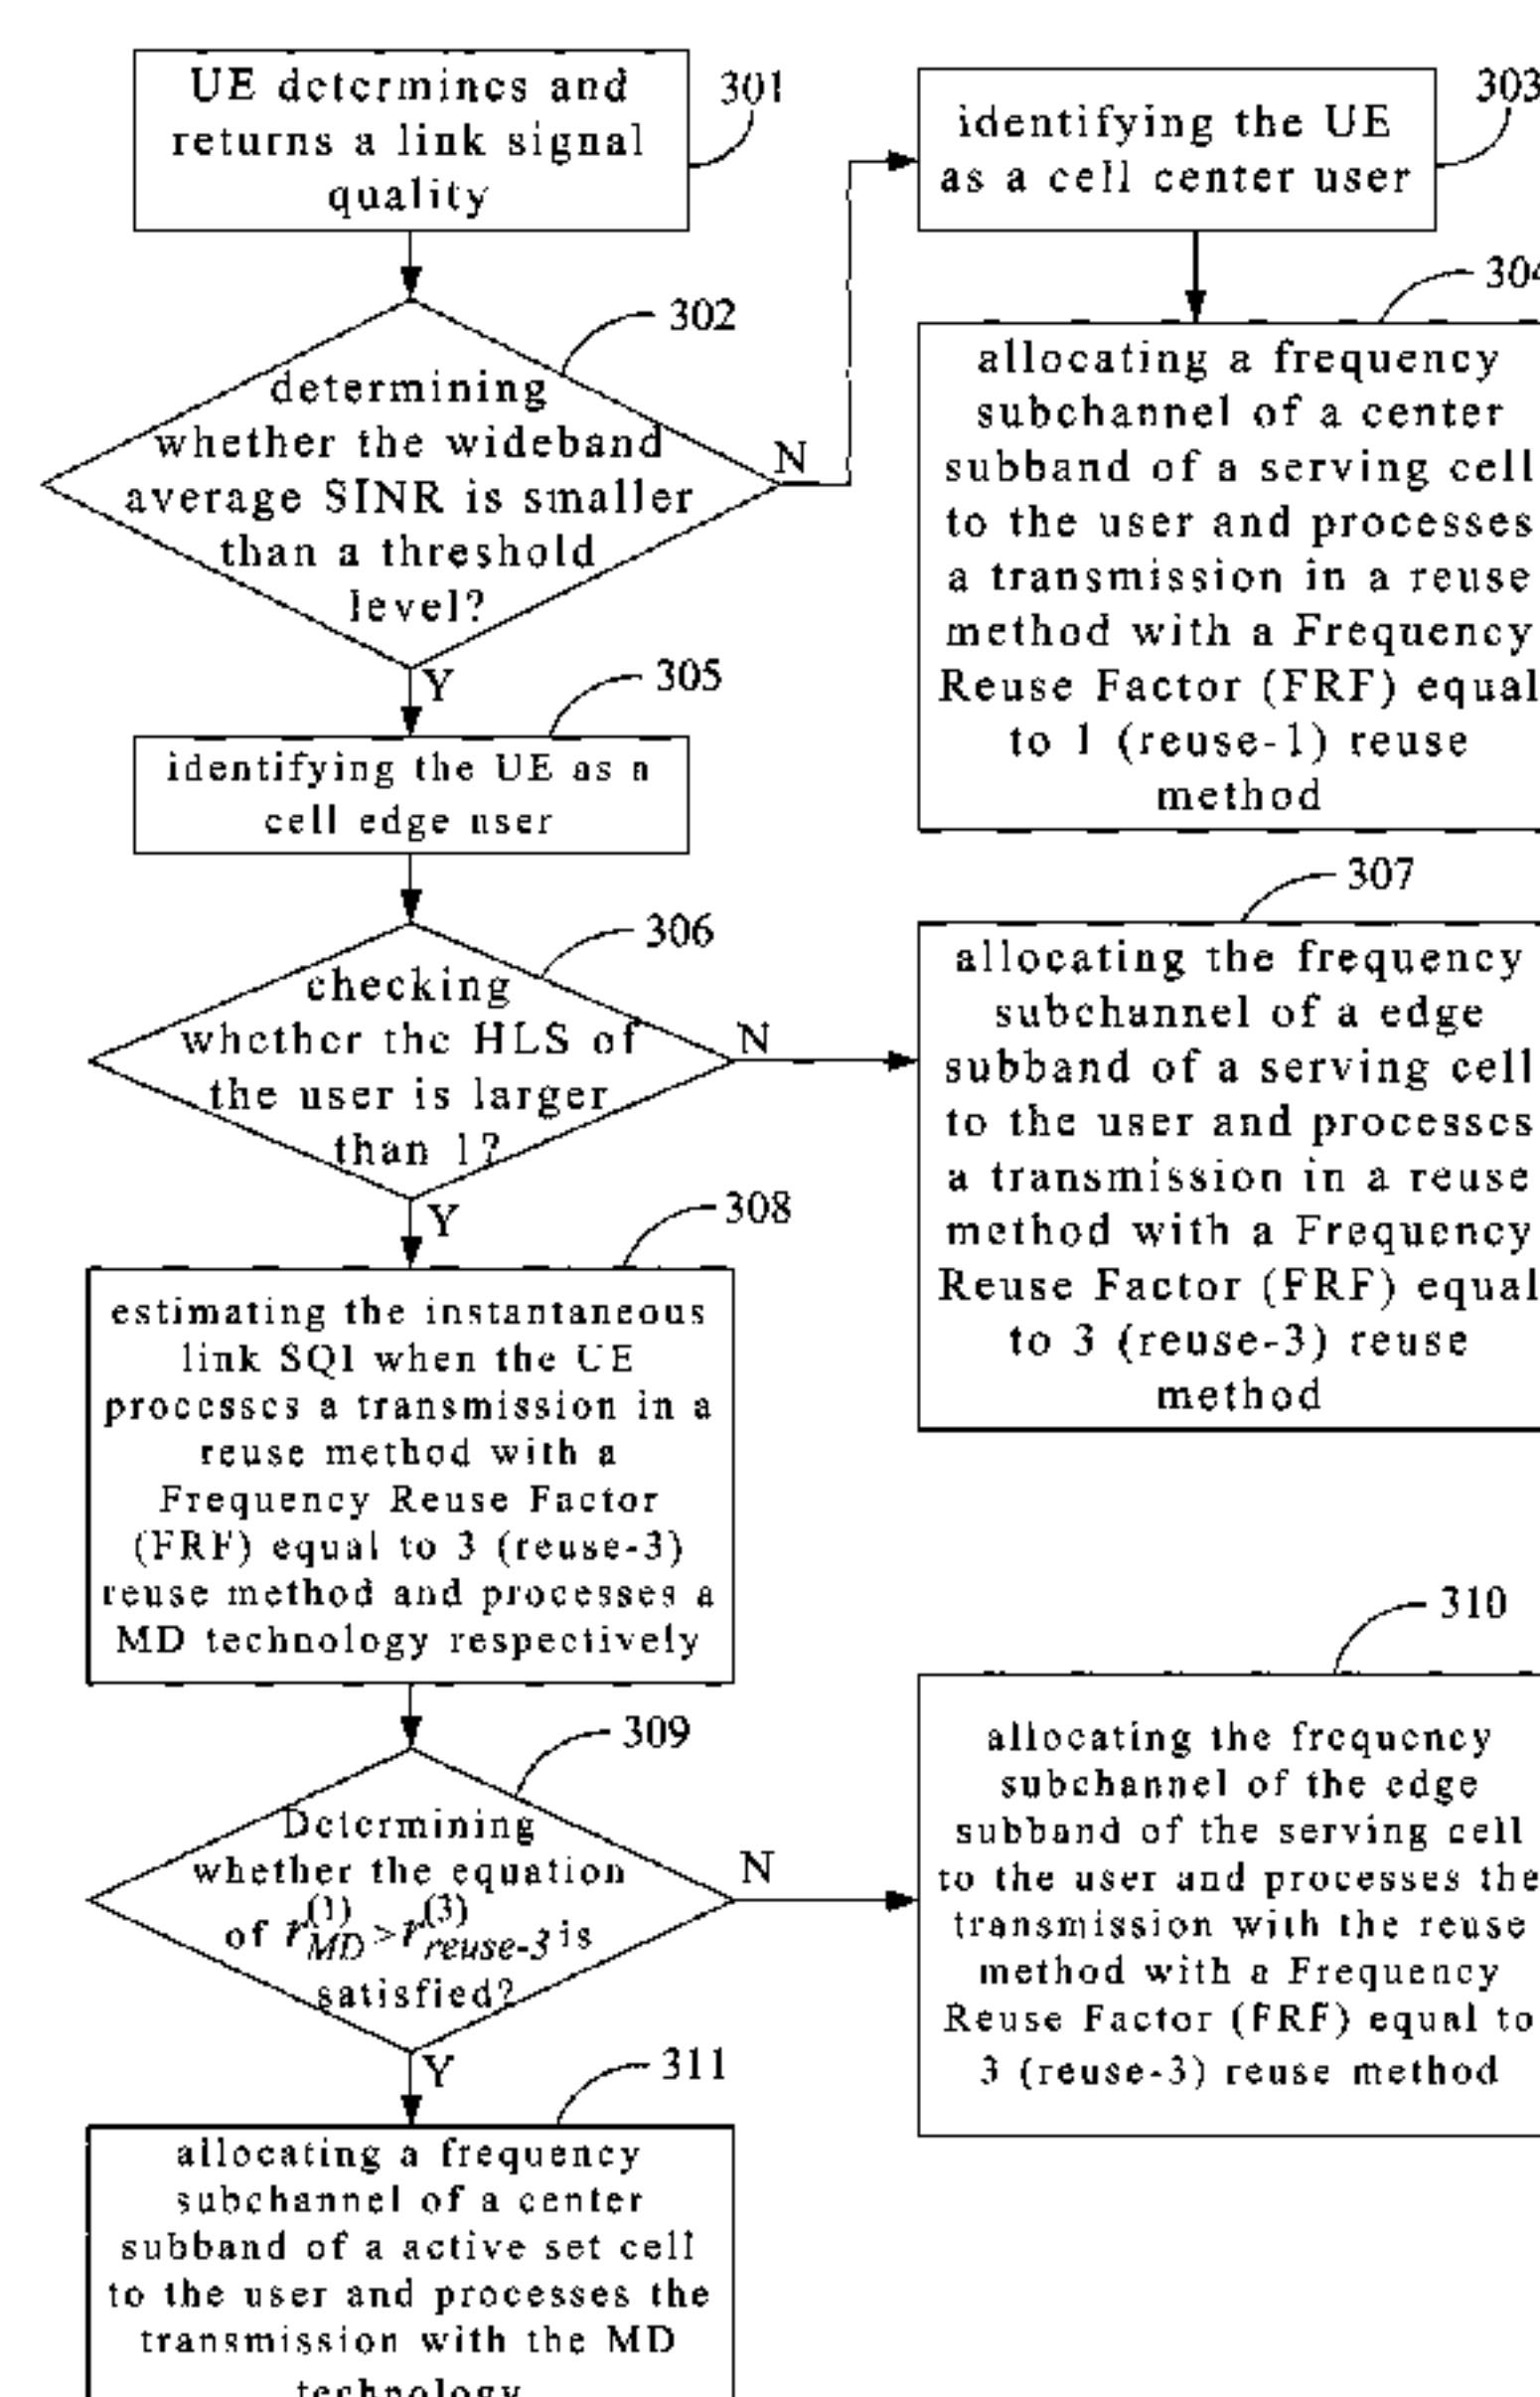 UE determines and
returns a link signal
quality
301
determining
whether the wideband
average SINR is smaller
than a threshold
level?
302
N
Y
identifying the UE
as a cell center user
303
allocating a frequency
subchannel of a center
subband of a serving cell
to the user and processes
a transmission in a reuse
method with a Frequency
Reuse Factor (FRF) equal
to 1 (reuse-1) reuse
method
304
identifying the UE as a
cell edge user
305
checking
whether the HLS of
the user is larger
than 1?
306
N
Y
allocating the frequency
subchannel of a edge
subband of a serving cell
to the user and processes
a transmission in a reuse
method with a Frequency
Reuse Factor (FRF) equal
to 3 (reuse-3) reuse
method
307
estimating the instantaneous
link SQI when the UE
processes a transmission in a
reuse method with a
Frequency Reuse Factor
(FRF) equal to 3 (reuse-3)
reuse method and processes a
MD technology respectively
308
Determining
whether the equation
of r_{MD}^{(1)} > r_{reuse-3}^{(3)} is
satisfied?
309
N
Y
allocating the frequency
subchannel of the edge
subband of the serving cell
to the user and processes the
transmission with the reuse
method with a Frequency
Reuse Factor (FRF) equal to
3 (reuse-3) reuse method
310
allocating a frequency
subchannel of a center
subband of a active set cell
to the user and processes the
transmission with the MD
technology
311